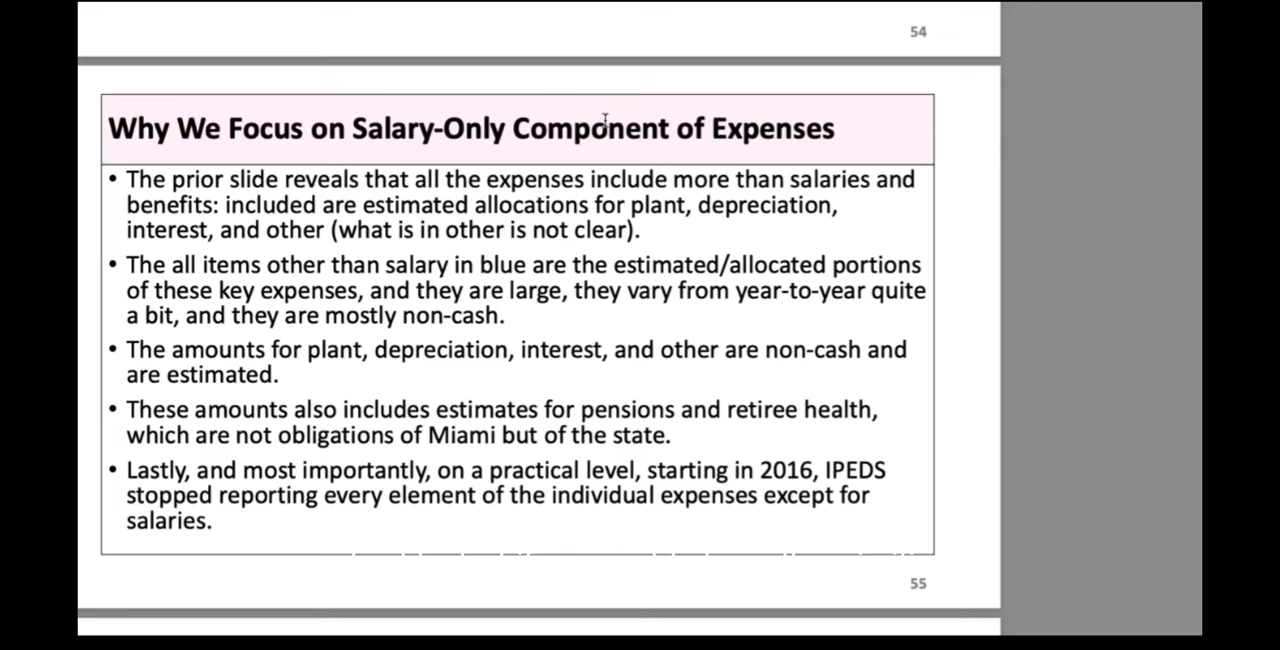 54
Why We Focus on Salary-Only Component of Expenses
• The prior slide reveals that all the expenses include more than salaries and
benefits: included are estimated allocations for plant, depreciation,
interest, and other (what is in other is not clear).
• The all items other than salary in blue are the estimated/allocated portions
of these key expenses, and they are large, they vary from year-to-year quite
a bit, and they are mostly non-cash.
• The amounts for plant, depreciation, interest, and other are non-cash and
are estimated.
• These amounts also includes estimates for pensions and retiree health,
which are not obligations of Miami but of the state.
• Lastly, and most importantly, on a practical level, starting in 2016, IPEDS
stopped reporting every element of the individual expenses except for
salaries.
55